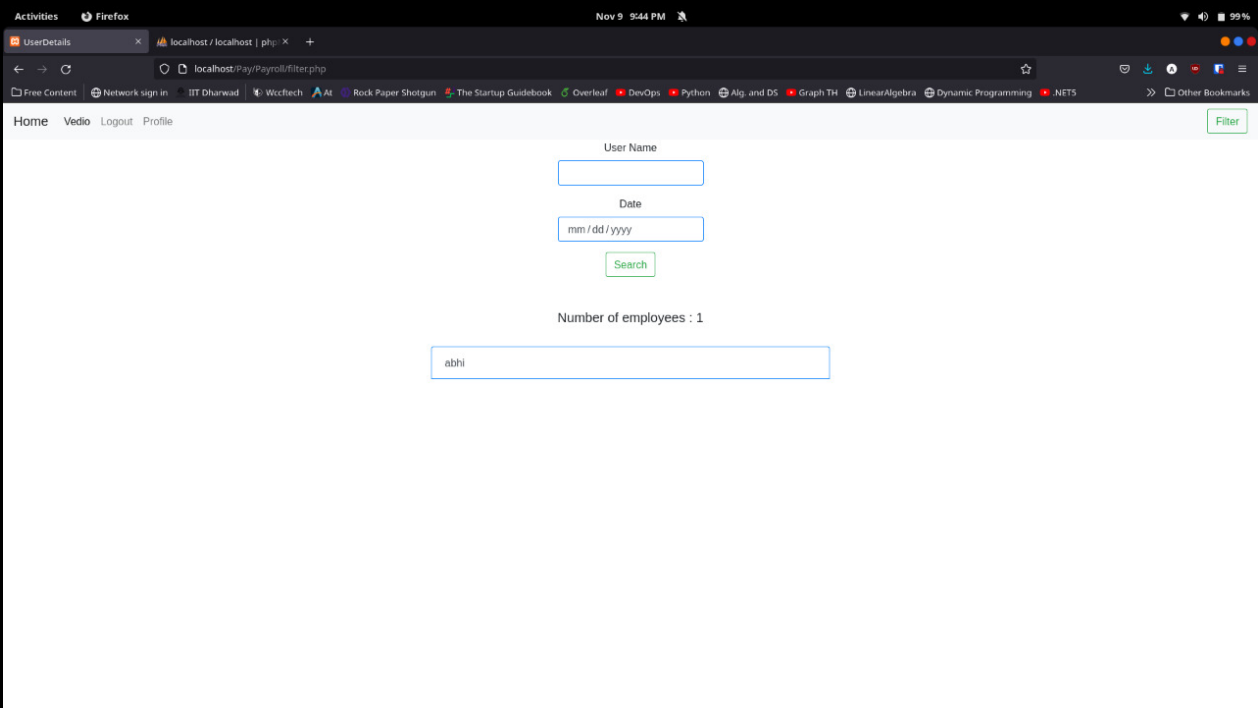 Activities Firefox Nov 9 9:44 PM 99%
UserDetails localhost / localhost | php
localhost/Pay/Payroll/filter.php
Free Content Network sign in IIT Dharwad Wccftech At Rock Paper Shotgun The Startup Guidebook Overleaf DevOps Python Alg. and DS Graph TH LinearAlgebra Dynamic Programming .NET5 Other Bookmarks
Home Vedio Logout Profile Filter
User Name
Date
mm / dd / yyyy
Search
Number of employees : 1
abhi